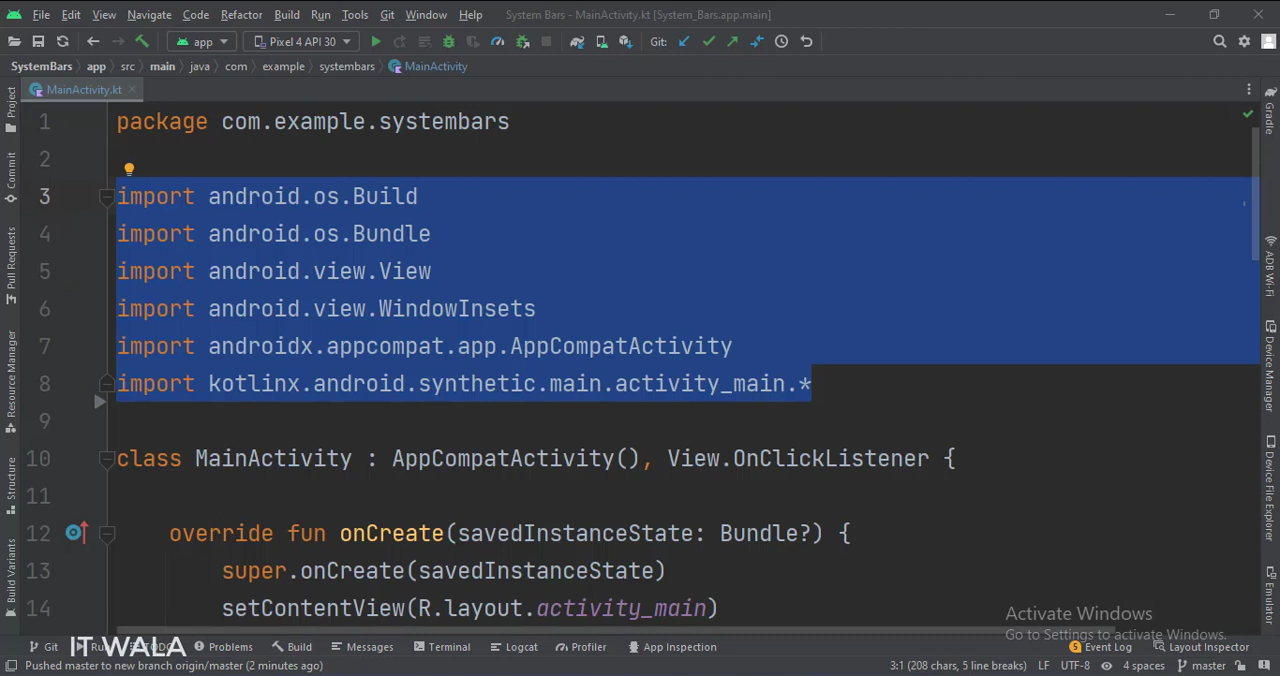 File Edit View Navigate Code Refactor Build Run Tools Git Window Help System Bars - MainActivity.kt [System_Bars.app.main]
app Pixel 4 API 30 Git:
SystemBars app src main java com example systembars MainActivity
MainActivity.kt
1 package com.example.systembars
2
3 import android.os.Build
4 import android.os.Bundle
5 import android.view.View
6 import android.view.WindowInsets
7 import androidx.appcompat.app.AppCompatActivity
8 import kotlinx.android.synthetic.main.activity_main.*
9
10 class MainActivity : AppCompatActivity(), View.OnClickListener {
11
12 override fun onCreate(savedInstanceState: Bundle?) {
13 super.onCreate(savedInstanceState)
14 setContentView(R.layout.activity_main)
Project
Commit
Pull Requests
Resource Manager
Structure
Build Variants
Gradle
ADB Wi-Fi
Device Manager
Device File Explorer
Emulator
Activate Windows
Go to Settings to activate Windows.
IT WALA
Git Problems Build Messages Terminal Logcat Profiler App Inspection Event Log Layout Inspector
Pushed master to new branch origin/master (2 minutes ago) 3:1 (208 chars, 5 line breaks) LF UTF-8 4 spaces master